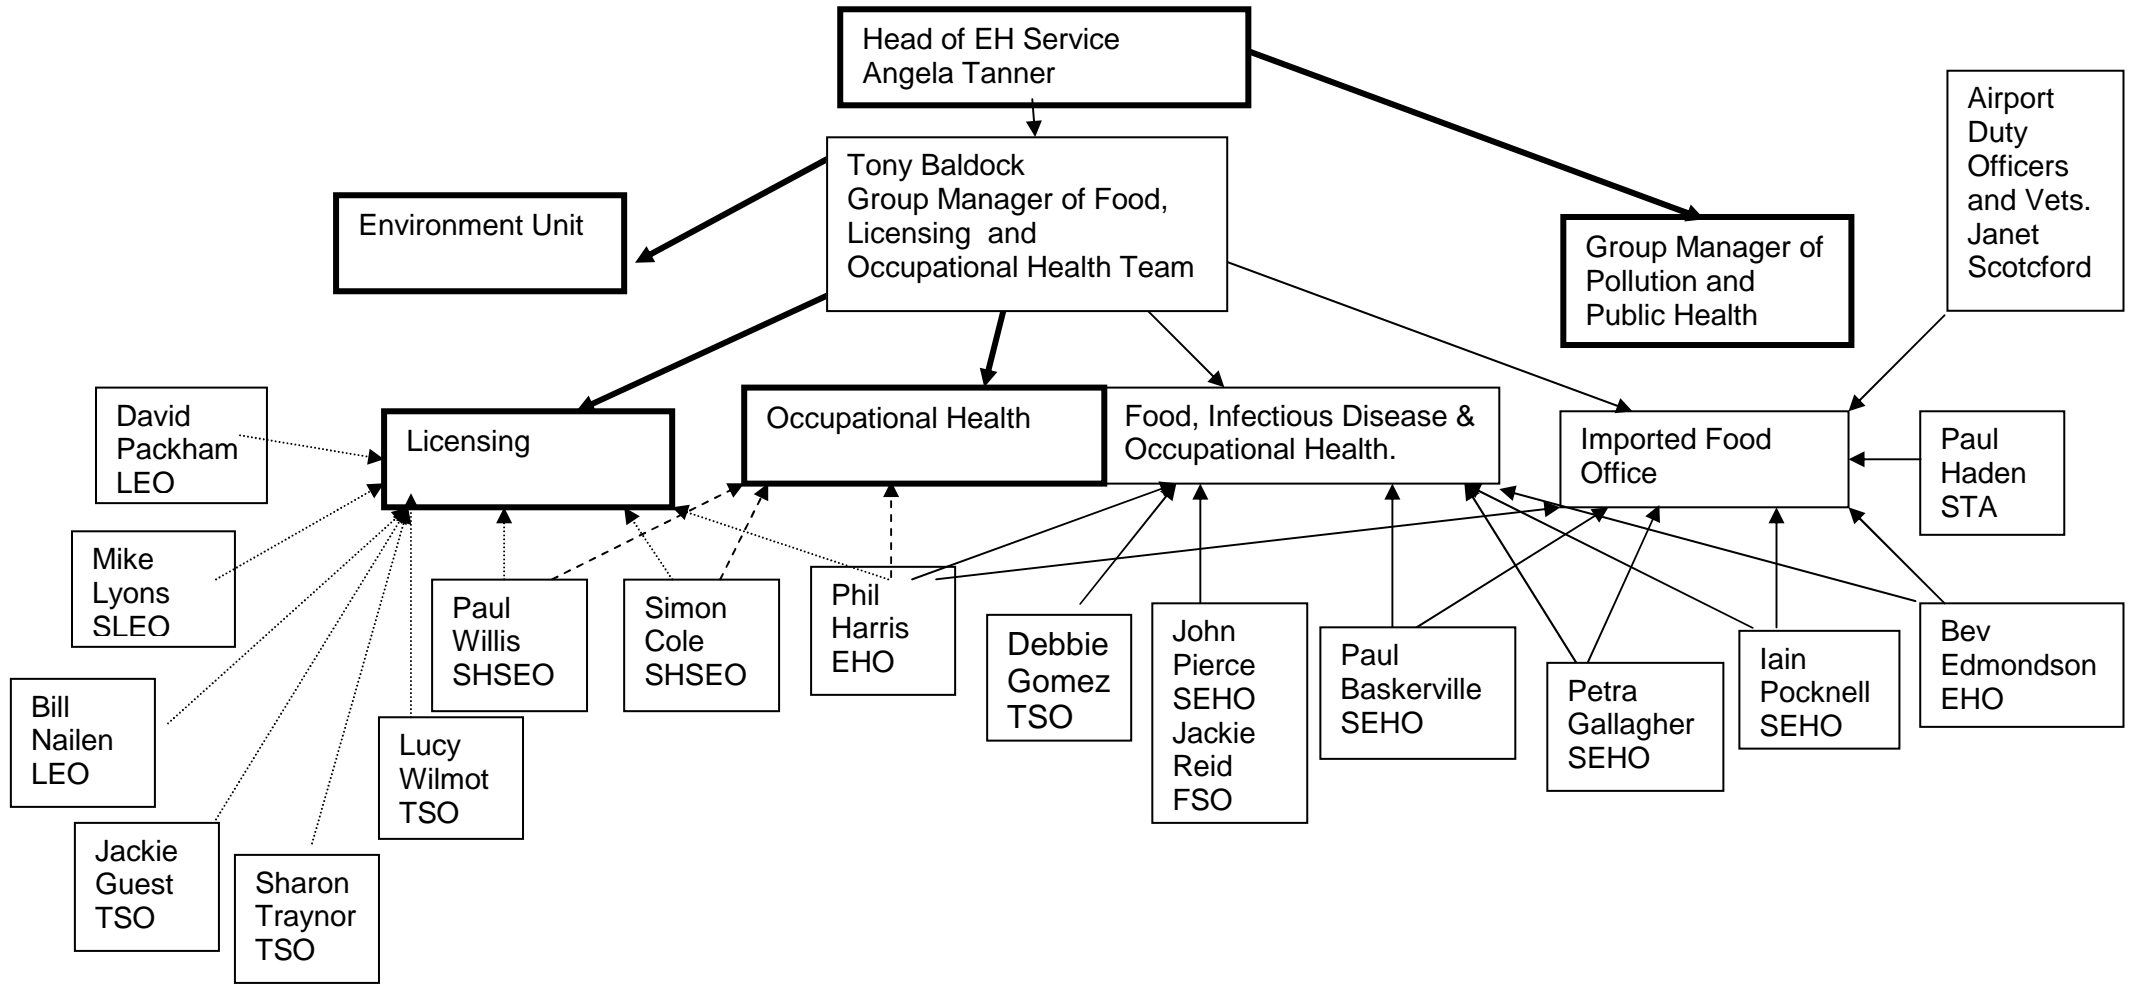 Head of EH Service
Angela Tanner
Airport
Duty
Officers
and Vets.
Janet
Scotcford
Tony Baldock
Group Manager of Food,
Licensing and
Occupational Health Team
Environment Unit
Group Manager of
Pollution and
Public Health
David
Packham
LEO
Licensing
Occupational Health
Food, Infectious Disease &
Occupational Health.
Imported Food
Office
Paul
Haden
STA
Mike
Lyons
SLEO
Paul
Willis
SHSEO
Simon
Cole
SHSEO
Phil
Harris
EHO
Debbie
Gomez
TSO
John
Pierce
SEHO
Jackie
Reid
FSO
Paul
Baskerville
SEHO
Petra
Gallagher
SEHO
Iain
Pocknell
SEHO
Bev
Edmondson
EHO
Bill
Nailen
LEO
Lucy
Wilmot
TSO
Jackie
Guest
TSO
Sharon
Traynor
TSO